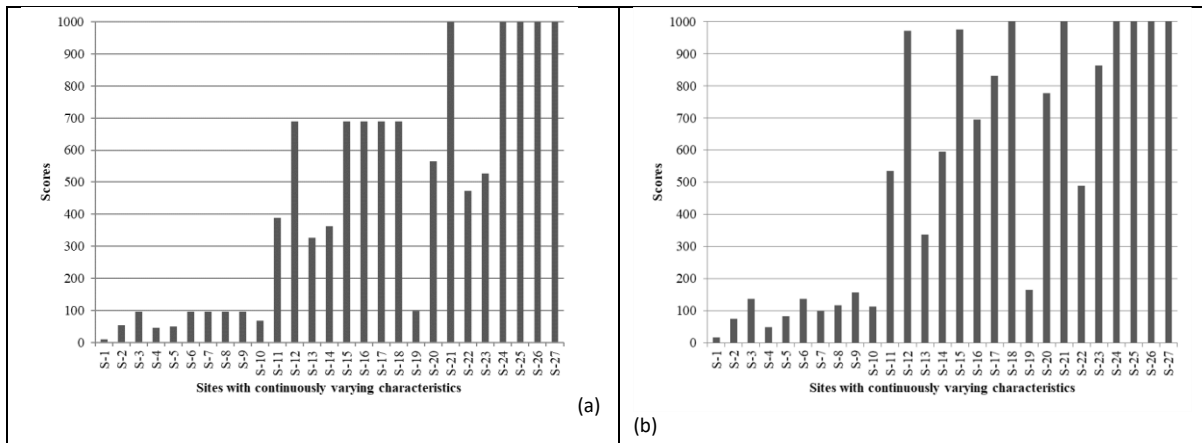 1000
900
800
700
600
500
400
300
200
100
0
Scores
S-1 S-2 S-3 S-4 S-5 S-6 S-7 S-8 S-9 S-10 S-11 S-12 S-13 S-14 S-15 S-16 S-17 S-18 S-19 S-20 S-21 S-22 S-23 S-24 S-25 S-26 S-27
Sites with continuously varying characteristics
(a)
1000
900
800
700
600
500
400
300
200
100
0
Scores
S-1 S-2 S-3 S-4 S-5 S-6 S-7 S-8 S-9 S-10 S-11 S-12 S-13 S-14 S-15 S-16 S-17 S-18 S-19 S-20 S-21 S-22 S-23 S-24 S-25 S-26 S-27
Sites with continuously varying characteristics
(b)